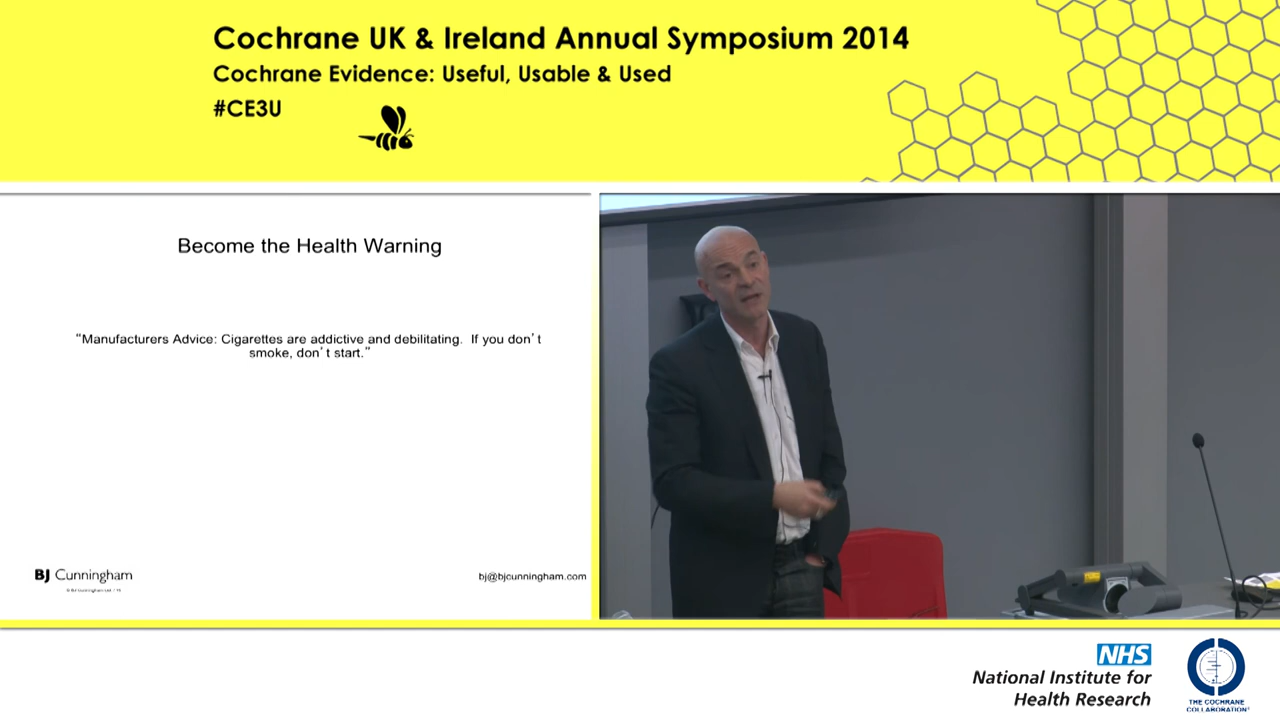 Cochrane UK & Ireland Annual Symposium 2014
Cochrane Evidence: Useful, Usable & Used
#CE3U
Become the Health Warning
“Manufacturers Advice: Cigarettes are addictive and debilitating. If you don’t
smoke, don’t start.”
BJ Cunningham
bj@bjcunningham.com
NHS
National Institute for
Health Research
THE COCHRANE
COLLABORATION®